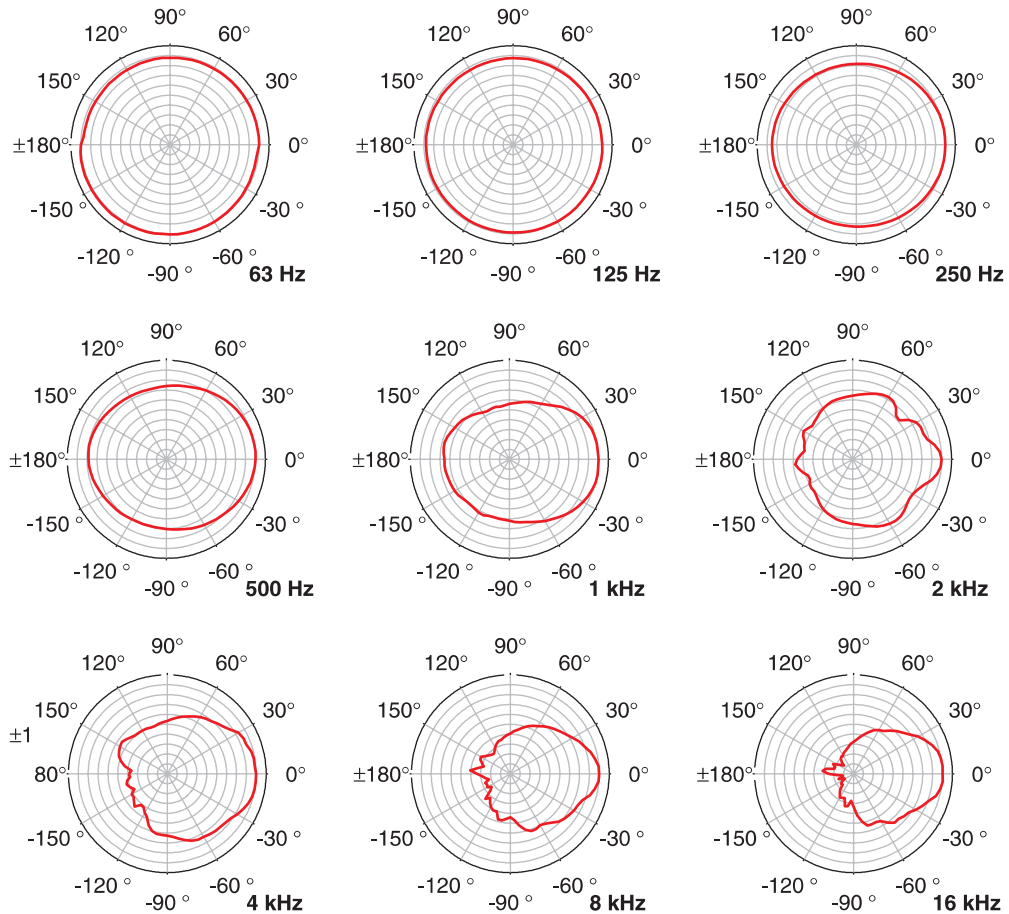 90° 90° 90°
120° 60° 120° 60° 120° 60°
150° 30° 150° 30° 150° 30°
±180° 0° ±180° 0° ±180° 0°
-150 ° -30 ° -150 ° -30 ° -150 ° -30 °
-120 ° -60 ° -120 ° -60 ° -120 ° -60 °
-90 ° 63 Hz -90 ° 125 Hz -90 ° 250 Hz
90° 90° 90°
120° 60° 120° 60° 120° 60°
150° 30° 150° 30° 150° 30°
±180° 0° ±180° 0° ±180° 0°
-150 ° -30 ° -150 ° -30 ° -150 ° -30 °
-120 ° -60 ° -120 ° -60 ° -120 ° -60 °
-90 ° 500 Hz -90 ° 1 kHz -90 ° 2 kHz
90° 90° 90°
120° 60° 120° 60° 120° 60°
150° 30° 150° 30° 150° 30°
±1
80° 0° ±180° 0° ±180° 0°
-150 ° -30 ° -150 ° -30 ° -150 ° -30 °
-120 ° -60 ° -120 ° -60 ° -120 ° -60 °
-90 ° 4 kHz -90 ° 8 kHz -90 ° 16 kHz